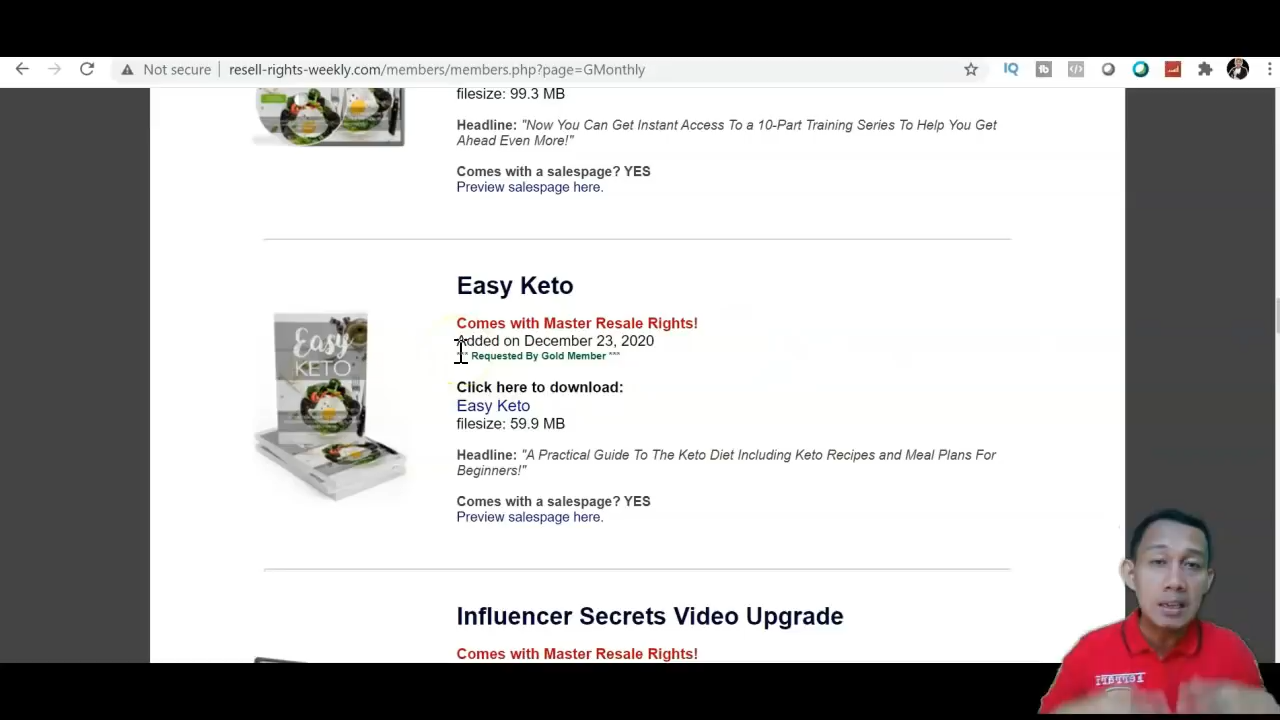 Not secure
resell-rights-weekly.com/members/members.php?page=GMonthly
filesize: 99.3 MB
Headline: "Now You Can Get Instant Access To a 10-Part Training Series To Help You Get
Ahead Even More!"
Comes with a salespage? YES
Preview salespage here.
Easy Keto
Comes with Master Resale Rights!
Added on December 23, 2020
*** Requested By Gold Member ***
Click here to download:
Easy Keto
filesize: 59.9 MB
Headline: "A Practical Guide To The Keto Diet Including Keto Recipes and Meal Plans For
Beginners!"
Comes with a salespage? YES
Preview salespage here.
Easy
KETO
Influencer Secrets Video Upgrade
Comes with Master Resale Rights!
IQ
tb
Ferrari